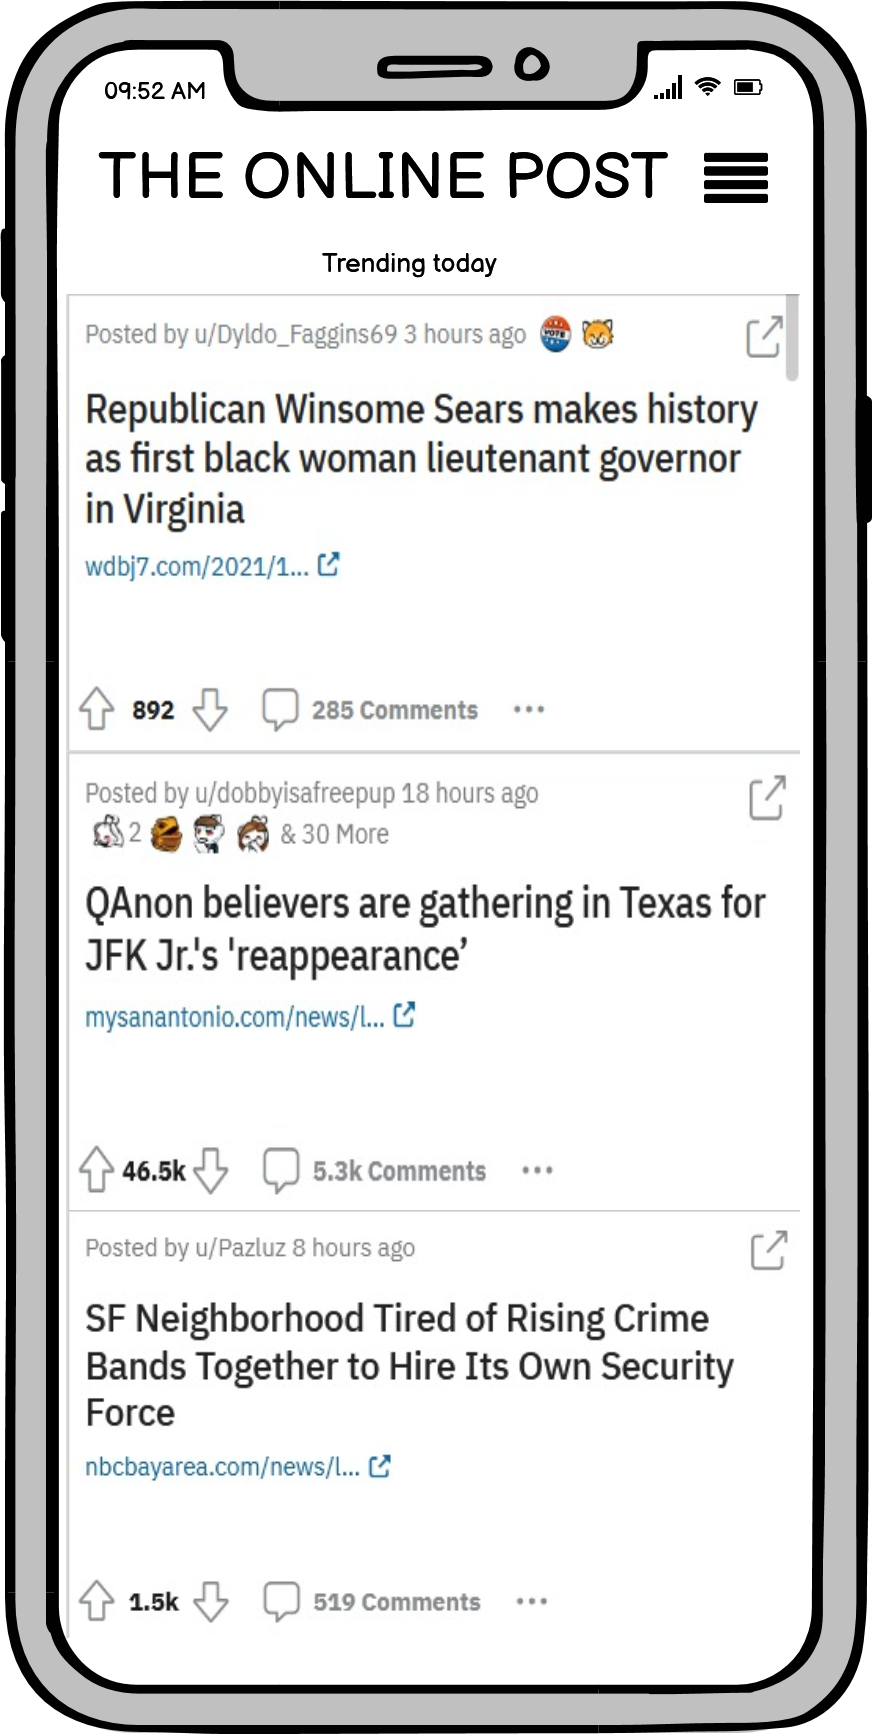 09:52 AM
THE ONLINE POST
Trending today
Posted by u/Dyldo_Faggins69 3 hours ago
VOTE
Republican Winsome Sears makes history
as first black woman lieutenant governor
in Virginia
wdbj7.com/2021/1...
892 285 Comments
Posted by u/dobbyisafreepup 18 hours ago
2 & 30 More
QAnon believers are gathering in Texas for
JFK Jr.'s 'reappearance’
mysanantonio.com/news/l...
46.5k 5.3k Comments
Posted by u/Pazluz 8 hours ago
SF Neighborhood Tired of Rising Crime
Bands Together to Hire Its Own Security
Force
nbcbayarea.com/news/l...
1.5k 519 Comments